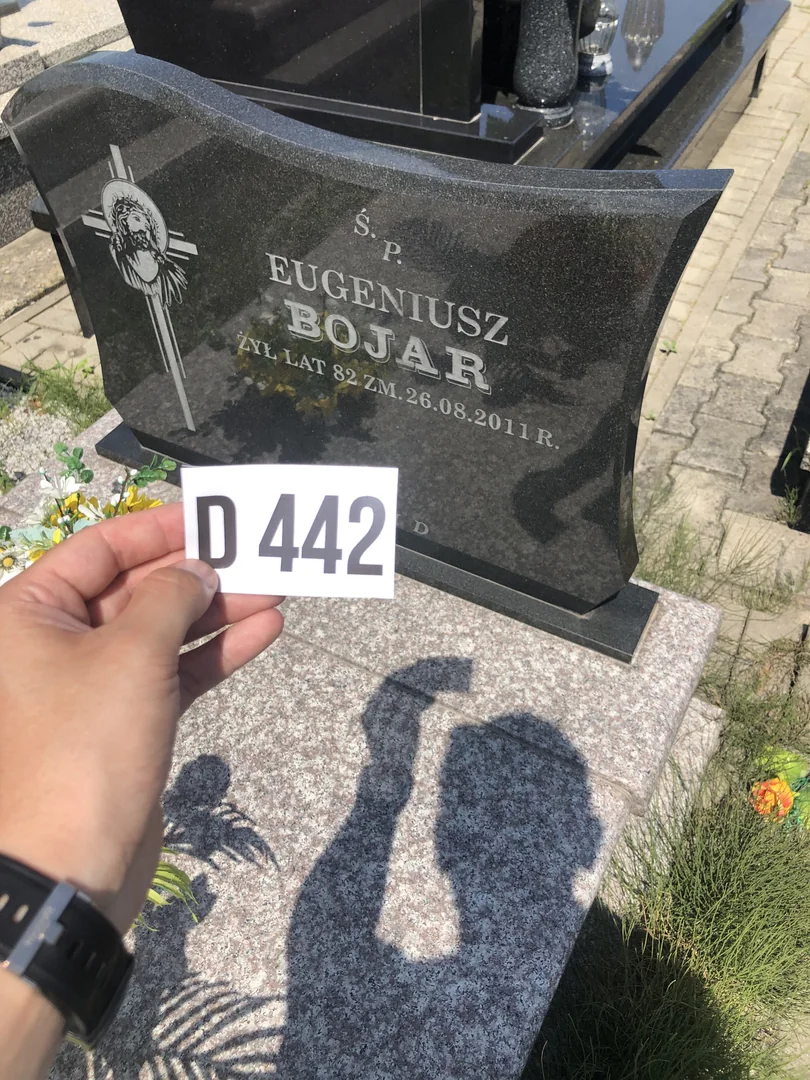 Ś.
P.
EUGENIUSZ
BOJAR
ŻYŁ LAT 82 ZM. 26.08.2011 R.
D
D 442